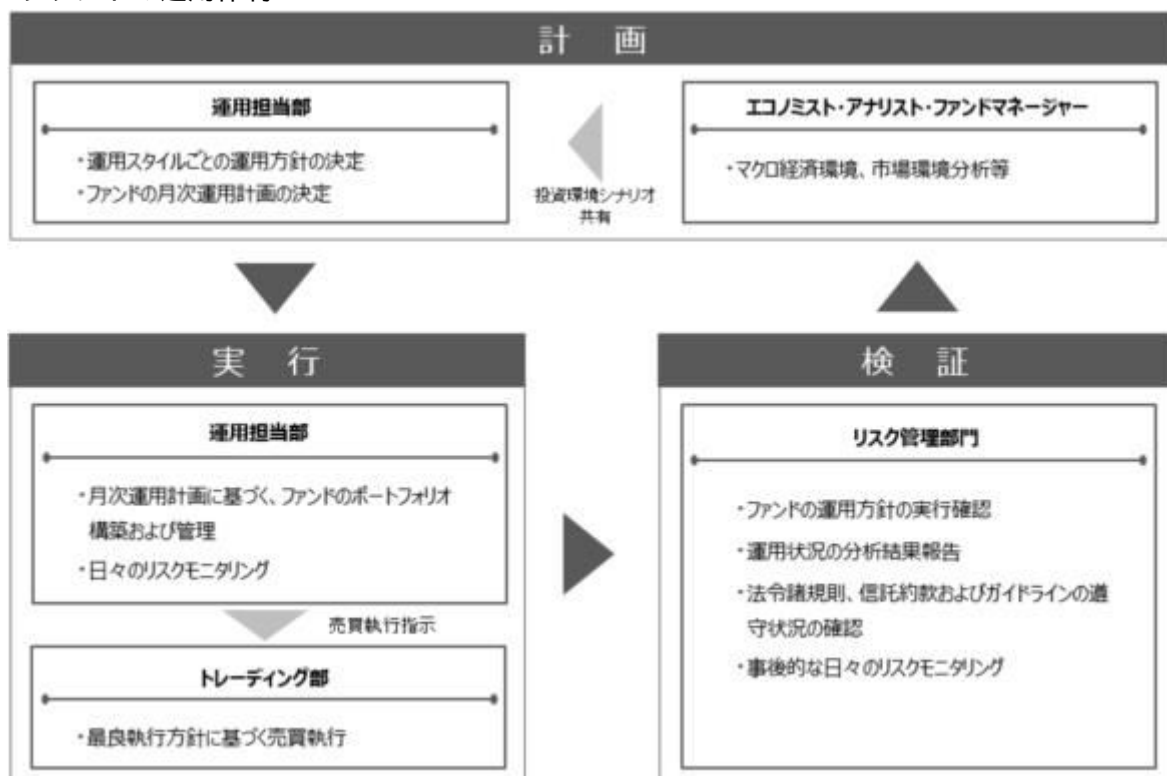 計 画
運用担当部
・運用スタイルごとの運用方針の決定
・ファンドの月次運用計画の決定
投資環境シナリオ
共有
エコノミスト・アナリスト・ファンドマネージャー
・マクロ経済環境、市場環境分析等
実 行
運用担当部
・月次運用計画に基づく、ファンドのポートフォリオ
構築および管理
・日々のリスクモニタリング
売買執行指示
トレーディング部
・最良執行方針に基づく売買執行
検 証
リスク管理部門
・ファンドの運用方針の実行確認
・運用状況の分析結果報告
・法令諸規則、信託約款およびガイドラインの遵
守状況の確認
・事後的な日々のリスクモニタリング